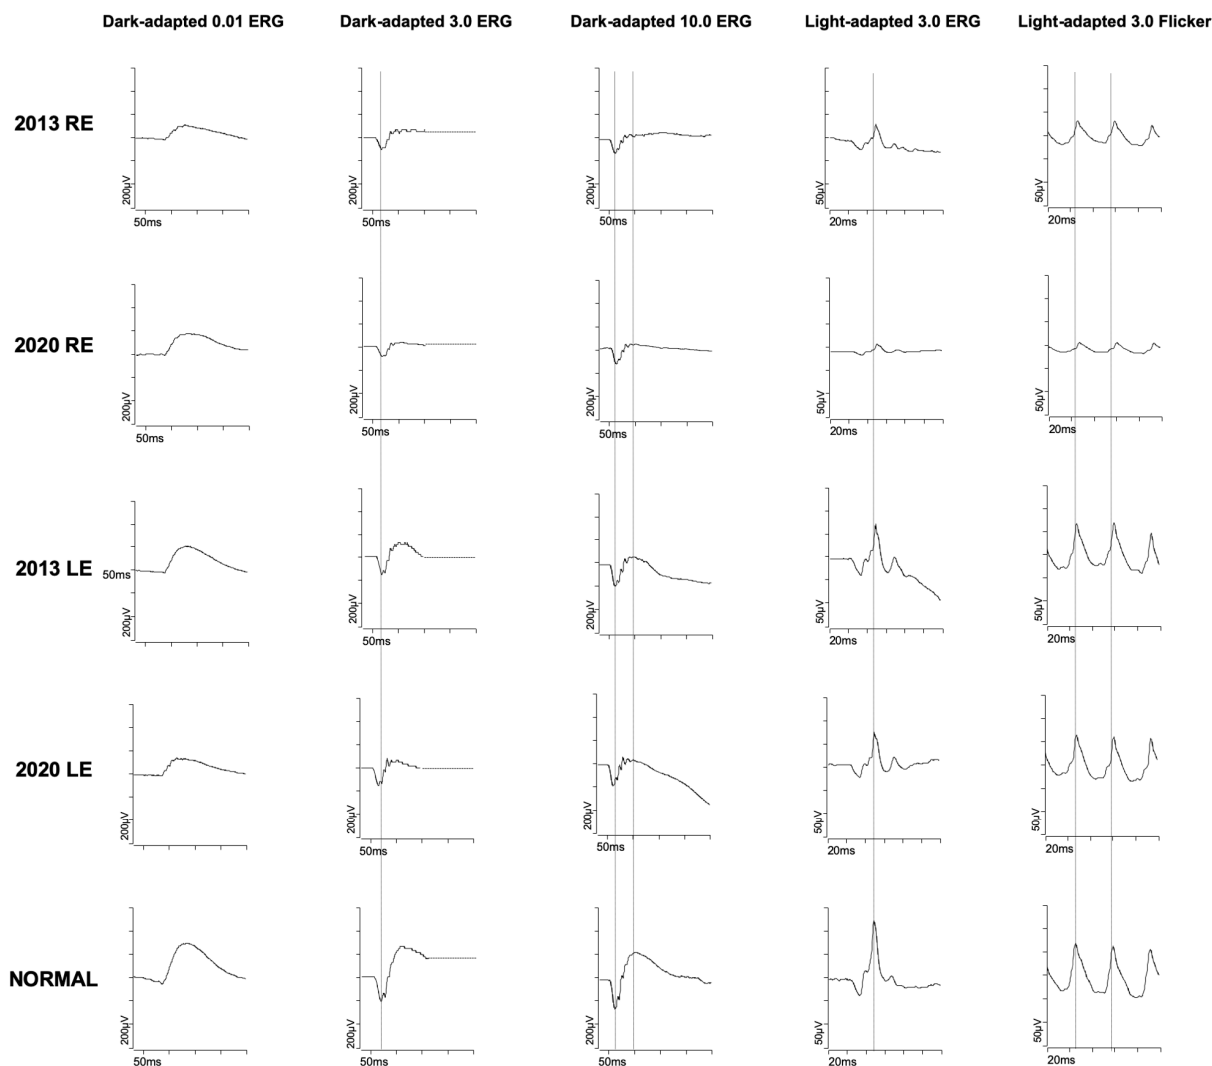 Dark-adapted 0.01 ERG Dark-adapted 3.0 ERG Dark-adapted 10.0 ERG Light-adapted 3.0 ERG Light-adapted 3.0 Flicker
2013 RE
200µV 200µV 200µV 50µV 50µV
50ms 50ms 50ms 20ms 20ms
2020 RE
200µV 200µV 200µV 50µV 50µV
50ms 50ms 50ms 20ms 20ms
2013 LE
50ms
200µV 200µV 200µV 50µV 50µV
50ms 20ms 20ms
2020 LE
200µV 200µV 200µV 50µV 50µV
50ms 50ms 20ms 20ms
NORMAL
200µV 200µV 200µV 50µV 50µV
50ms 50ms 50ms 20ms 20ms